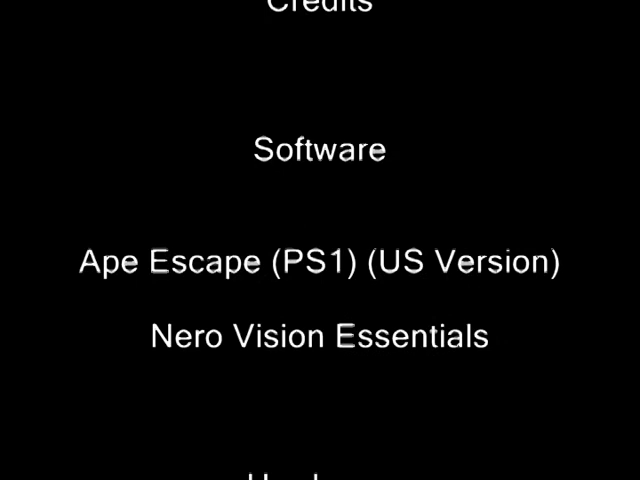 Credits
Software
Ape Escape (PS1) (US Version)
Nero Vision Essentials